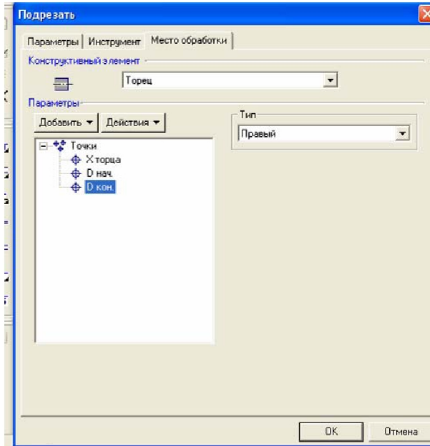 Подрезать
Параметры Инструмент Место обработки
Конструктивный элемент
Торец
Параметры
Добавить Действия
Тип
Правый
Точки
X торца
D нач.
D кон.
OK Отмена